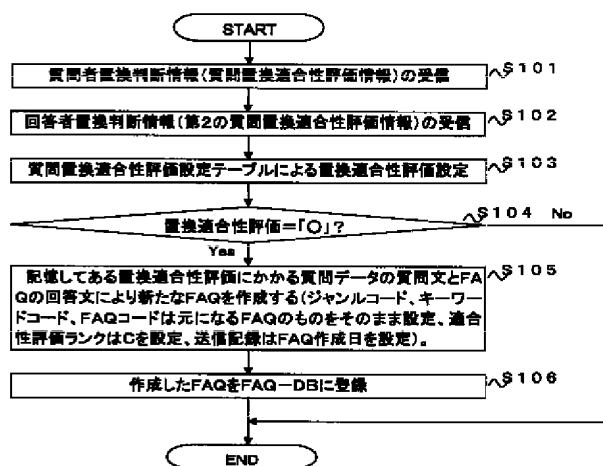 START
質問者置換判断情報(質問置換適合性評価情報)の受信
S101
回答者置換判断情報(第2の質問置換適合性評価情報)の受信
S102
質問置換適合性評価設定テーブルによる置換適合性評価設定
S103
置換適合性評価=「〇」?
S104
No
Yes
記憶してある置換適合性評価にかかる質問データの質問文とFA
Qの回答文により新たなFAQを作成する(ジャンルコード、キーワー
ドコード、FAQコードは元になるFAQのものをそのまま設定、適合
性評価ランクはCを設定、送信記録はFAQ作成日を設定)。
S105
作成したFAQをFAQ-DBに登録
S106
END